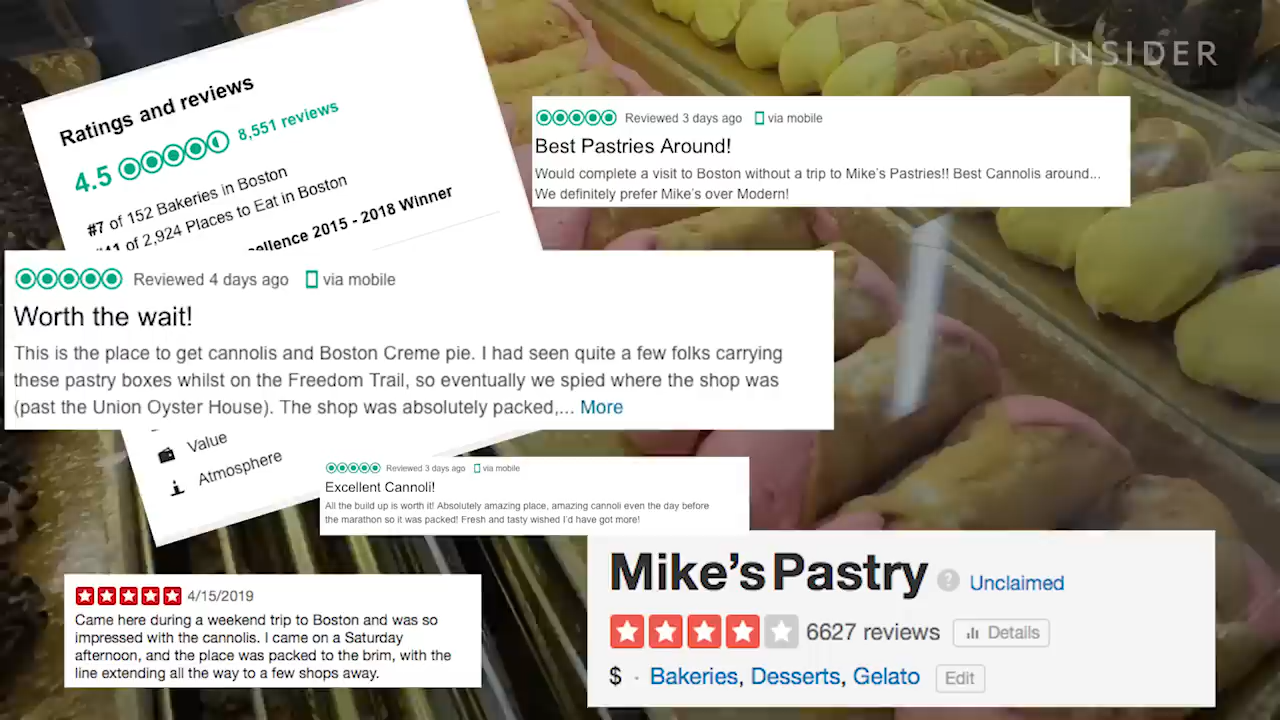 INSIDER
Ratings and reviews
4.5 8,551 reviews
#7 of 152 Bakeries in Boston
of 2,924 Places to Eat in Boston
2015 - 2018 Winner
Value
Atmosphere
Reviewed 3 days ago via mobile
Best Pastries Around!
Would complete a visit to Boston without a trip to Mike's Pastries!! Best Cannolis around...
We definitely prefer Mike's over Modern!
Reviewed 4 days ago via mobile
Worth the wait!
This is the place to get cannolis and Boston Creme pie. I had seen quite a few folks carrying
these pastry boxes whilst on the Freedom Trail, so eventually we spied where the shop was
(past the Union Oyster House). The shop was absolutely packed,... More
Reviewed 3 days ago via mobile
Excellent Cannoli!
All the build up is worth it! Absolutely amazing place, amazing cannoli even the day before
the marathon so it was packed! Fresh and tasty wished I'd have got more!
4/15/2019
Came here during a weekend trip to Boston and was so
impressed with the cannolis. I came on a Saturday
afternoon, and the place was packed to the brim, with the
line extending all the way to a few shops away.
Mike's Pastry ? Unclaimed
6627 reviews Details
$ · Bakeries, Desserts, Gelato Edit